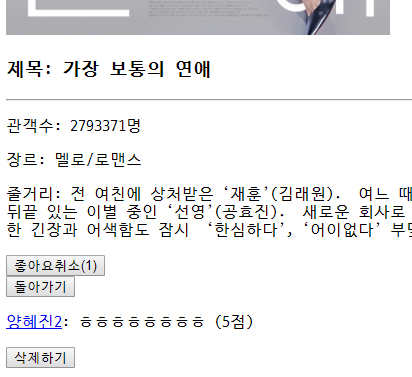 제목: 가장 보통의 연애
관객수: 2793371명
장르: 멜로/로맨스
줄거리: 전 여친에 상처받은 ‘재훈’(김래원).  여느 때
뒤끝 있는 이별 중인 ‘선영’(공효진).  새로운 회사로
한 긴장과 어색함도 잠시  ‘한심하다’, ‘어이없다’
좋아요취소(1)
돌아가기
양혜진2: ㅎㅎㅎㅎㅎㅎㅎㅎ (5점)
삭제하기